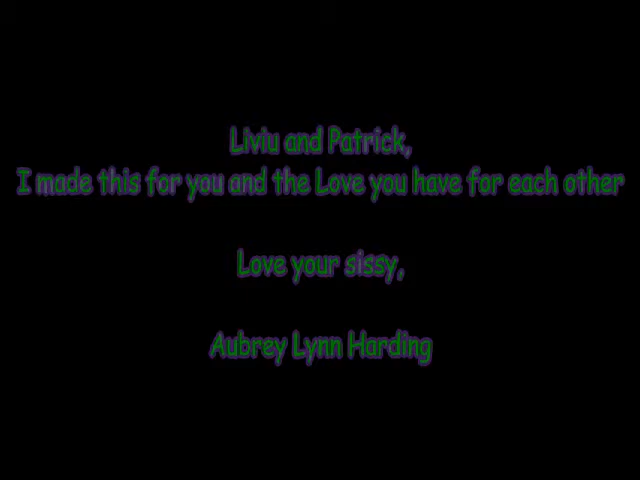 Liviu and Patrick,
I made this for you and the Love you have for each other
Love your sissy,
Aubrey Lynn Harding